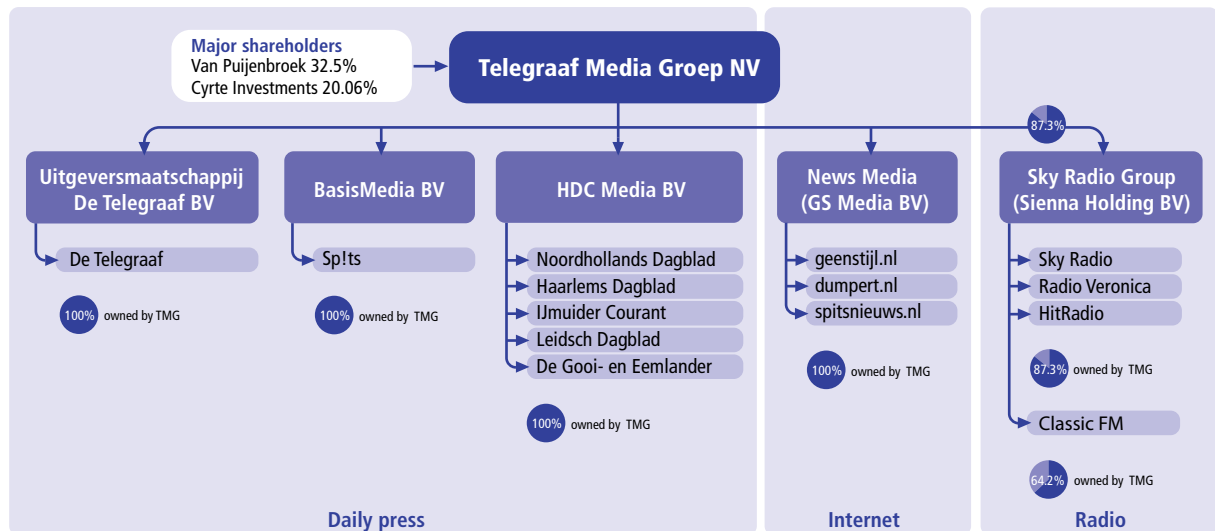 Major shareholders
Van Puijenbroek 32.5%
Cyrte Investments 20.06%
Telegraaf Media Groep NV
87.3%
Uitgeversmaatschappij
De Telegraaf BV
De Telegraaf
100% owned by TMG
BasisMedia BV
Sp!ts
100% owned by TMG
HDC Media BV
Noordhollands Dagblad
Haarlems Dagblad
IJmuider Courant
Leidsch Dagblad
De Gooi- en Eemlander
100% owned by TMG
Daily press
News Media
(GS Media BV)
geenstijl.nl
dumpert.nl
spitsnieuws.nl
100% owned by TMG
Internet
Sky Radio Group
(Sienna Holding BV)
Sky Radio
Radio Veronica
HitRadio
87.3% owned by TMG
Classic FM
64.2% owned by TMG
Radio